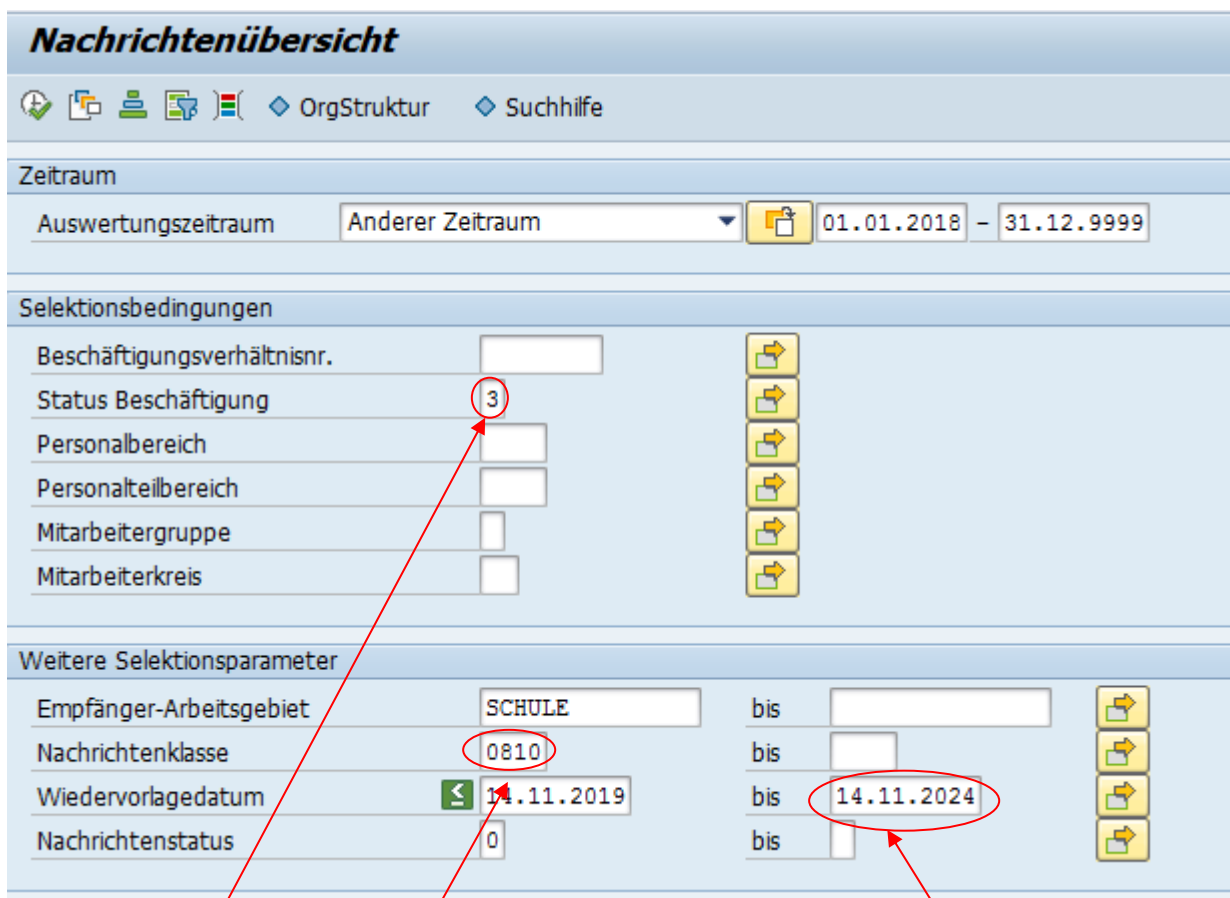 Nachrichtenübersicht
OrgStruktur Suchhilfe
Zeitraum
Auswertungszeitraum Anderer Zeitraum 01.01.2018 - 31.12.9999
Selektionsbedingungen
Beschäftigungsverhältnisnr.
Status Beschäftigung 3
Personalbereich
Personalteilbereich
Mitarbeitergruppe
Mitarbeiterkreis
Weitere Selektionsparameter
Empfänger-Arbeitsgebiet SCHULE bis
Nachrichtenklasse 0810 bis
Wiedervorlagedatum ≤ 14.11.2019 bis 14.11.2024
Nachrichtenstatus 0 bis